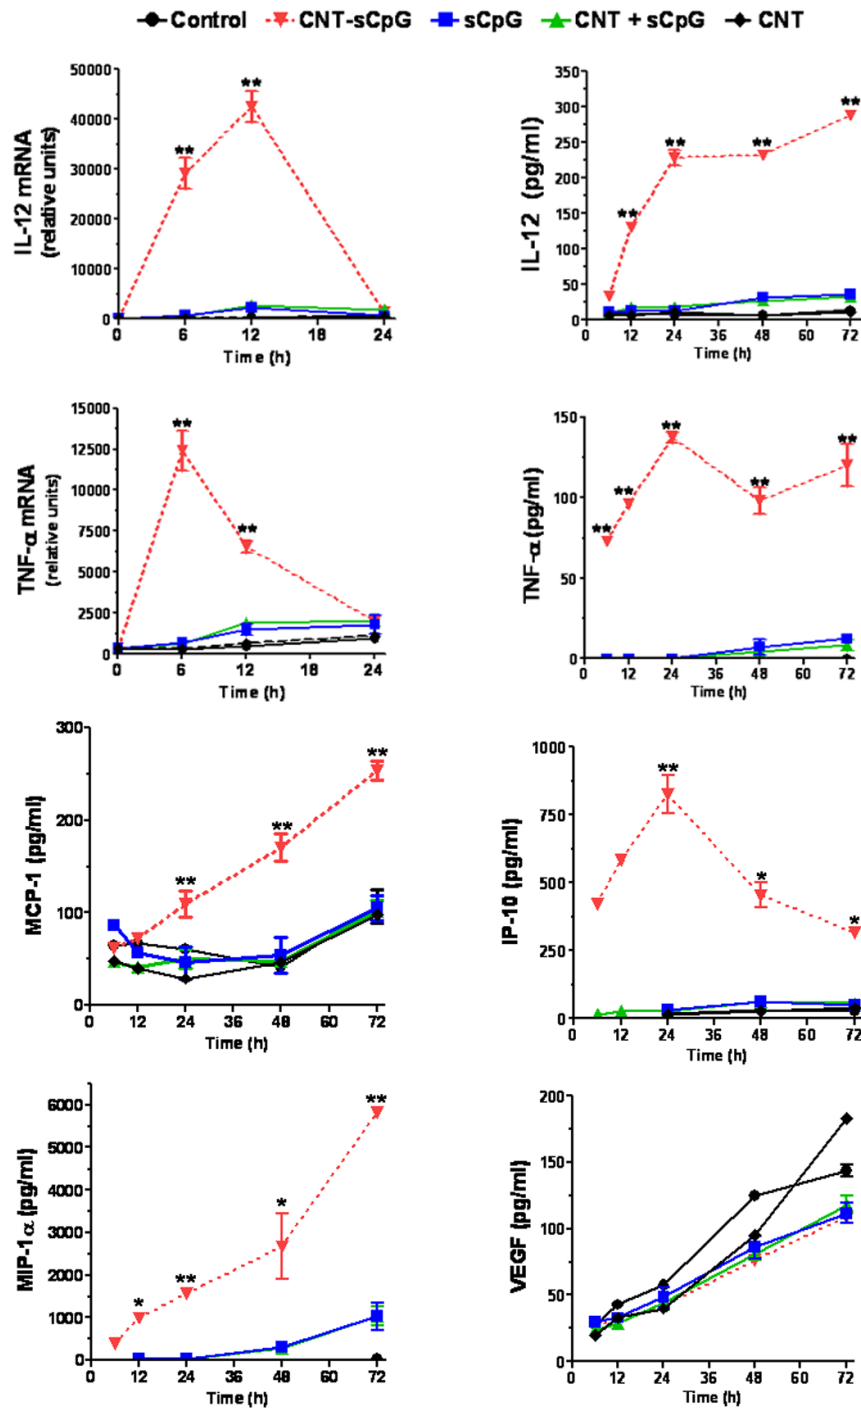 Control CNT-sCpG sCpG CNT + sCpG CNT
IL-12 mRNA
(relative units)
50000
40000
30000
20000
10000
0
** **
0 6 12 18 24
Time (h)
IL-12 (pg/ml)
350
300
250
200
150
100
50
0
** ** ** **
0 12 24 36 48 60 72
Time (h)
TNF-α mRNA
(relative units)
15000
12500
10000
7500
5000
2500
0
** **
0 6 12 18 24
Time (h)
TNF-α (pg/ml)
150
100
50
0
** ** ** ** **
0 12 24 36 48 60 72
Time (h)
MCP-1 (pg/ml)
300
200
100
0
** ** **
0 12 24 36 48 60 72
Time (h)
IP-10 (pg/ml)
1000
750
500
250
0
** * *
0 12 24 36 48 60 72
Time (h)
MIP-1α (pg/ml)
6000
5000
4000
3000
2000
1000
0
* ** * **
0 12 24 36 48 60 72
Time (h)
VEGF (pg/ml)
200
150
100
50
0
0 12 24 36 48 60 72
Time (h)